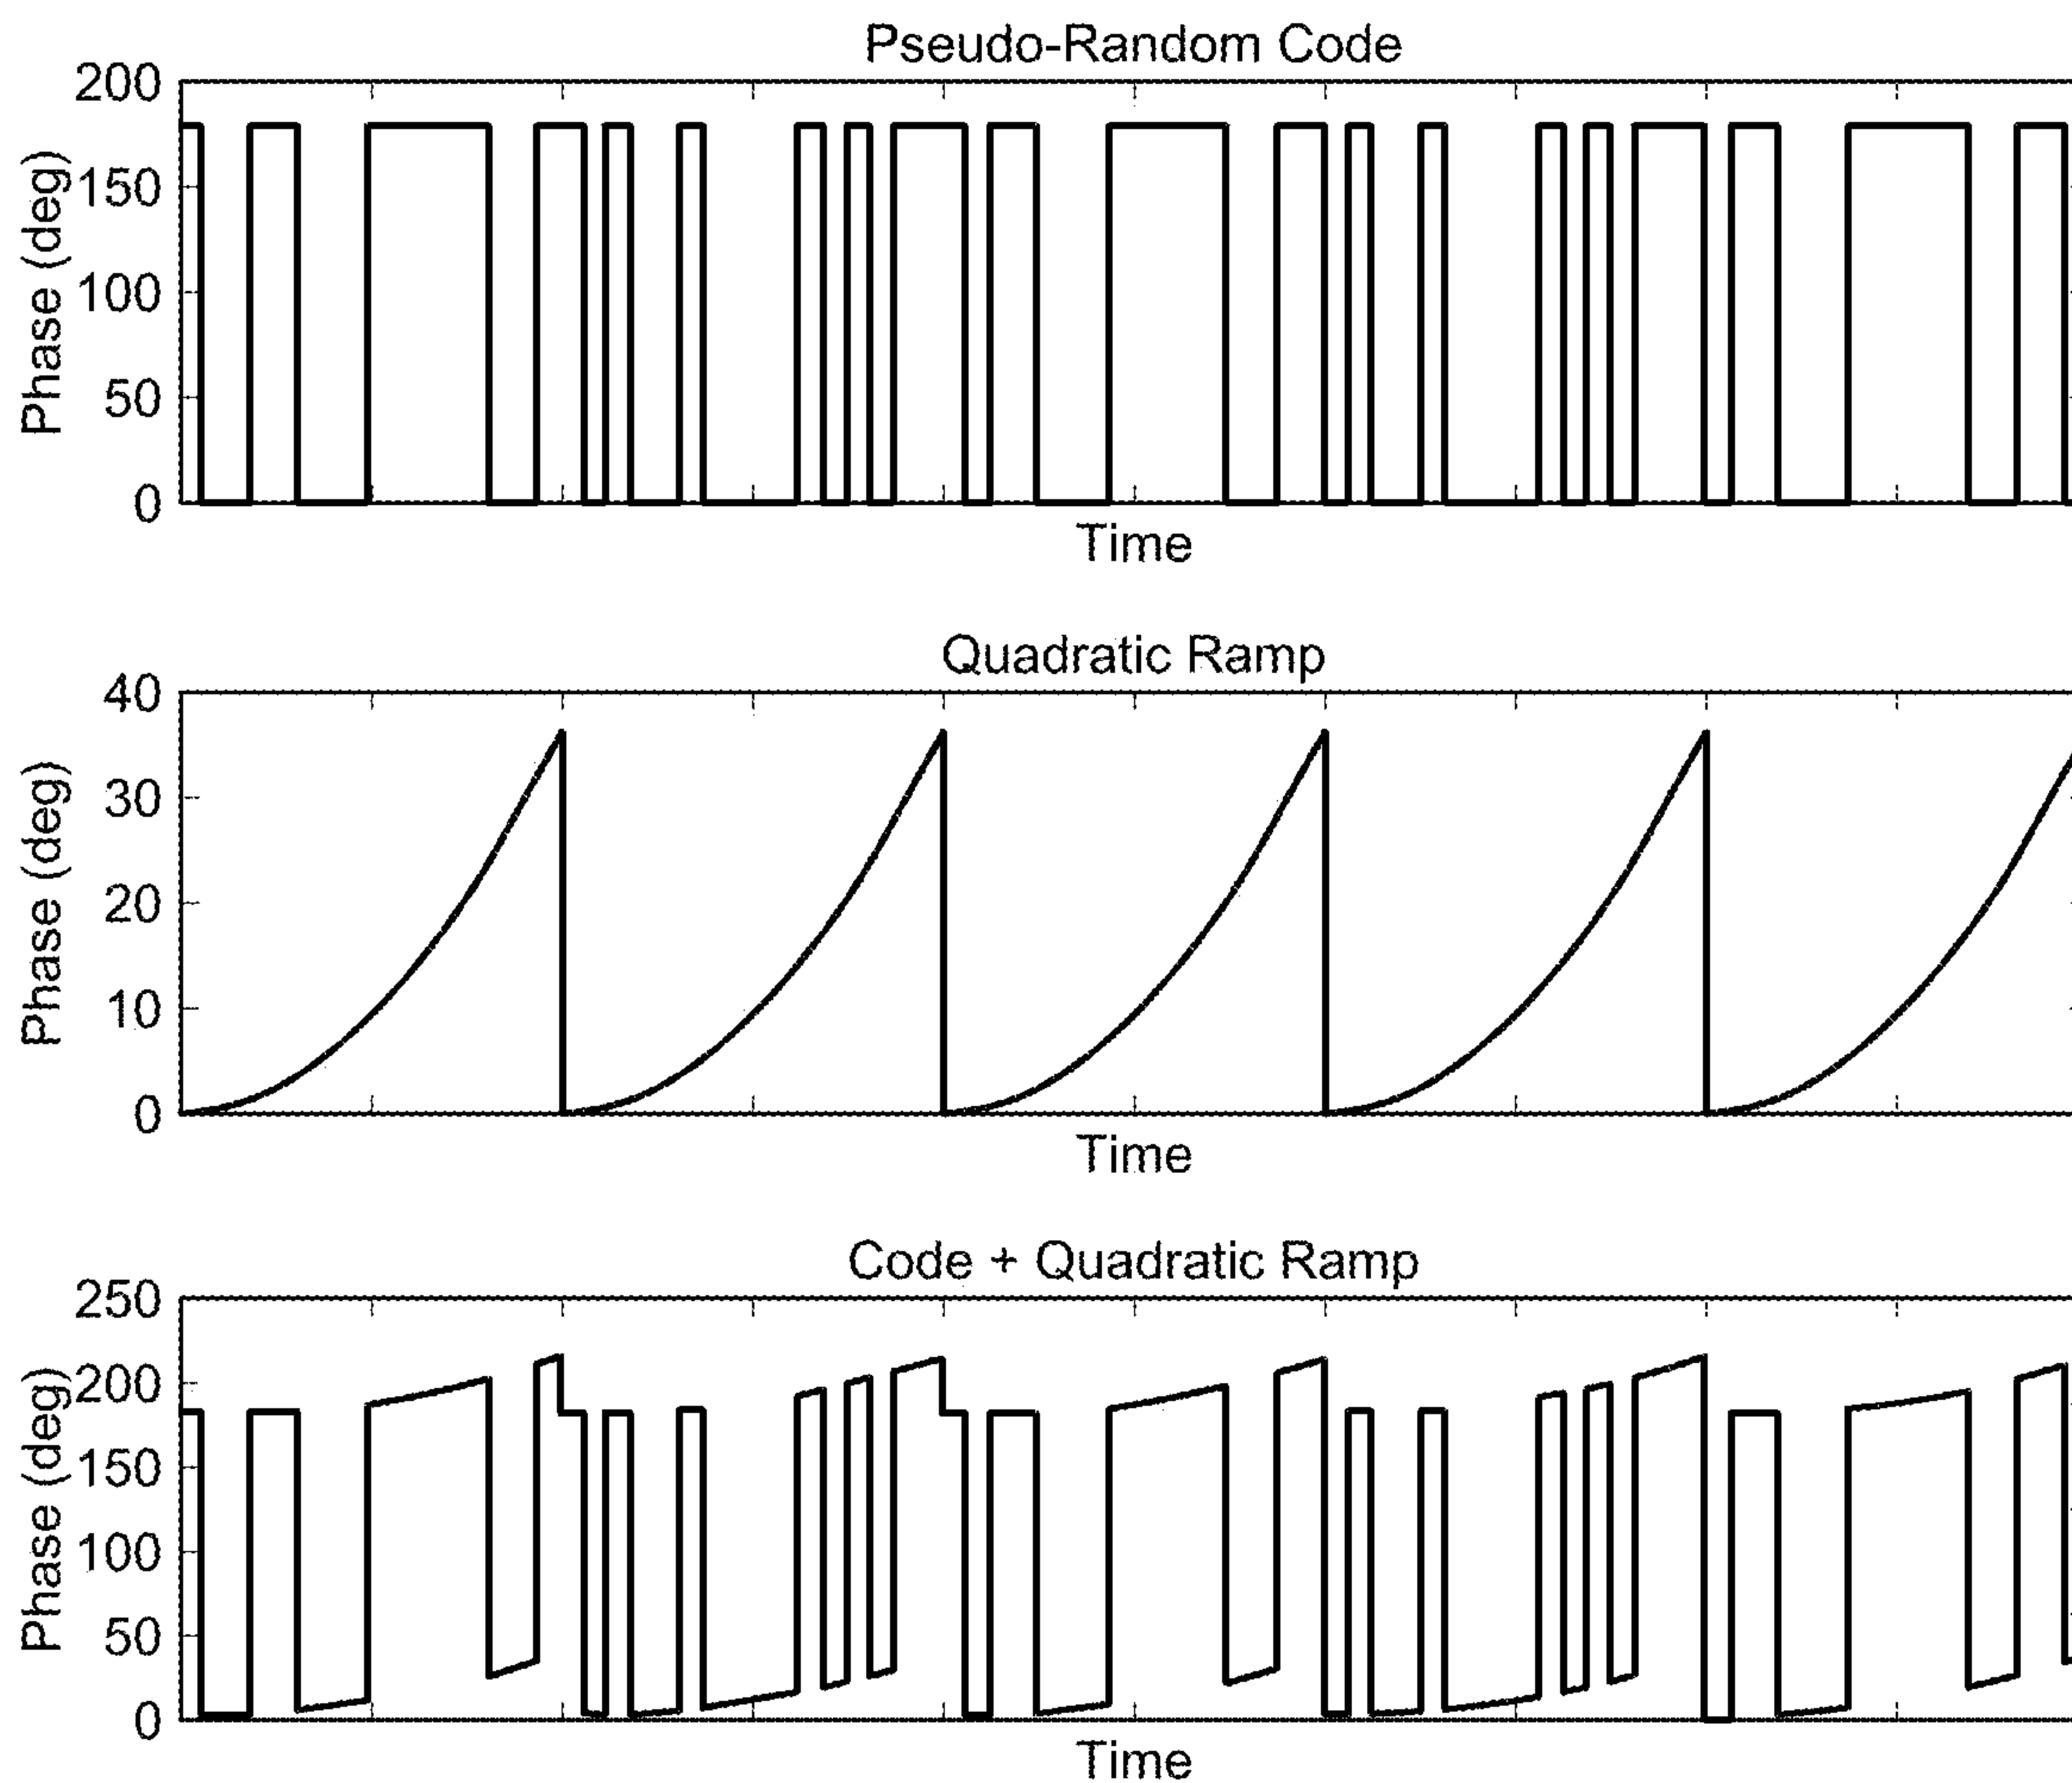 Pseudo-Random Code
200
150
100
50
0
Phase (deg)
Time
Quadratic Ramp
40
30
20
10
0
Phase (deg)
Time
Code + Quadratic Ramp
250
200
150
100
50
0
Phase (deg)
Time